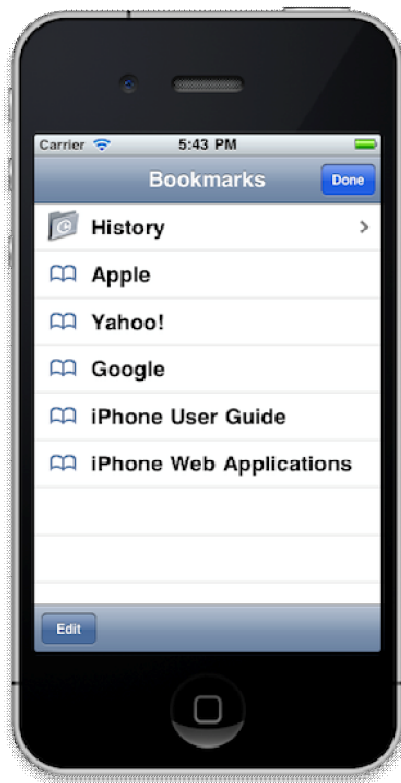 Carrier 5:43 PM
Bookmarks Done
History
Apple
Yahoo!
Google
iPhone User Guide
iPhone Web Applications
Edit